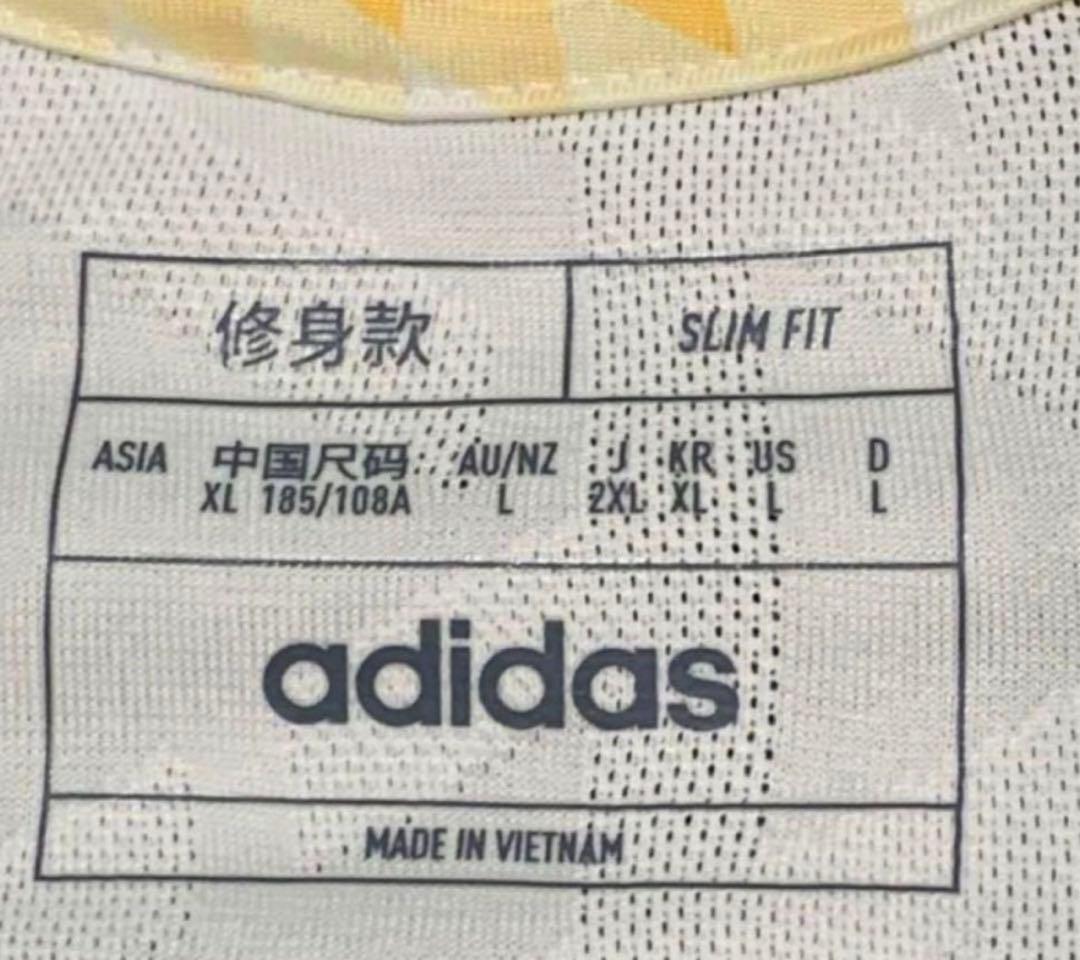 修身款 SLIM FIT
ASIA 中国尺码 AU/NZ J KR US D
XL 185/108A L 2XL XL L L
adidas
MADE IN VIETNAM